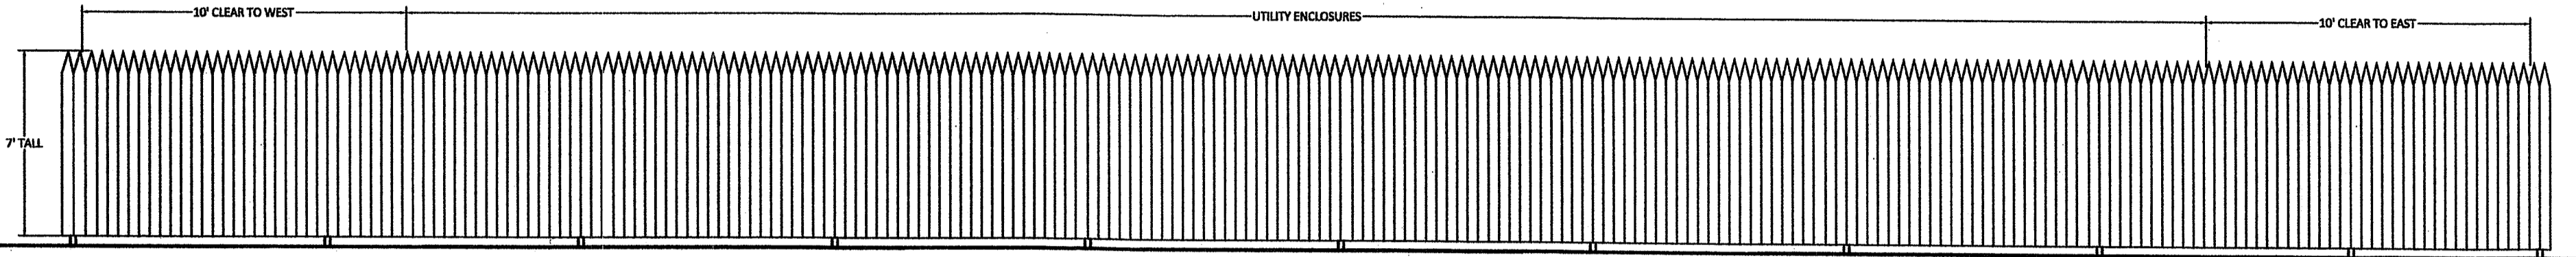 10' CLEAR TO WEST
UTILITY ENCLOSURES
10' CLEAR TO EAST
7' TALL